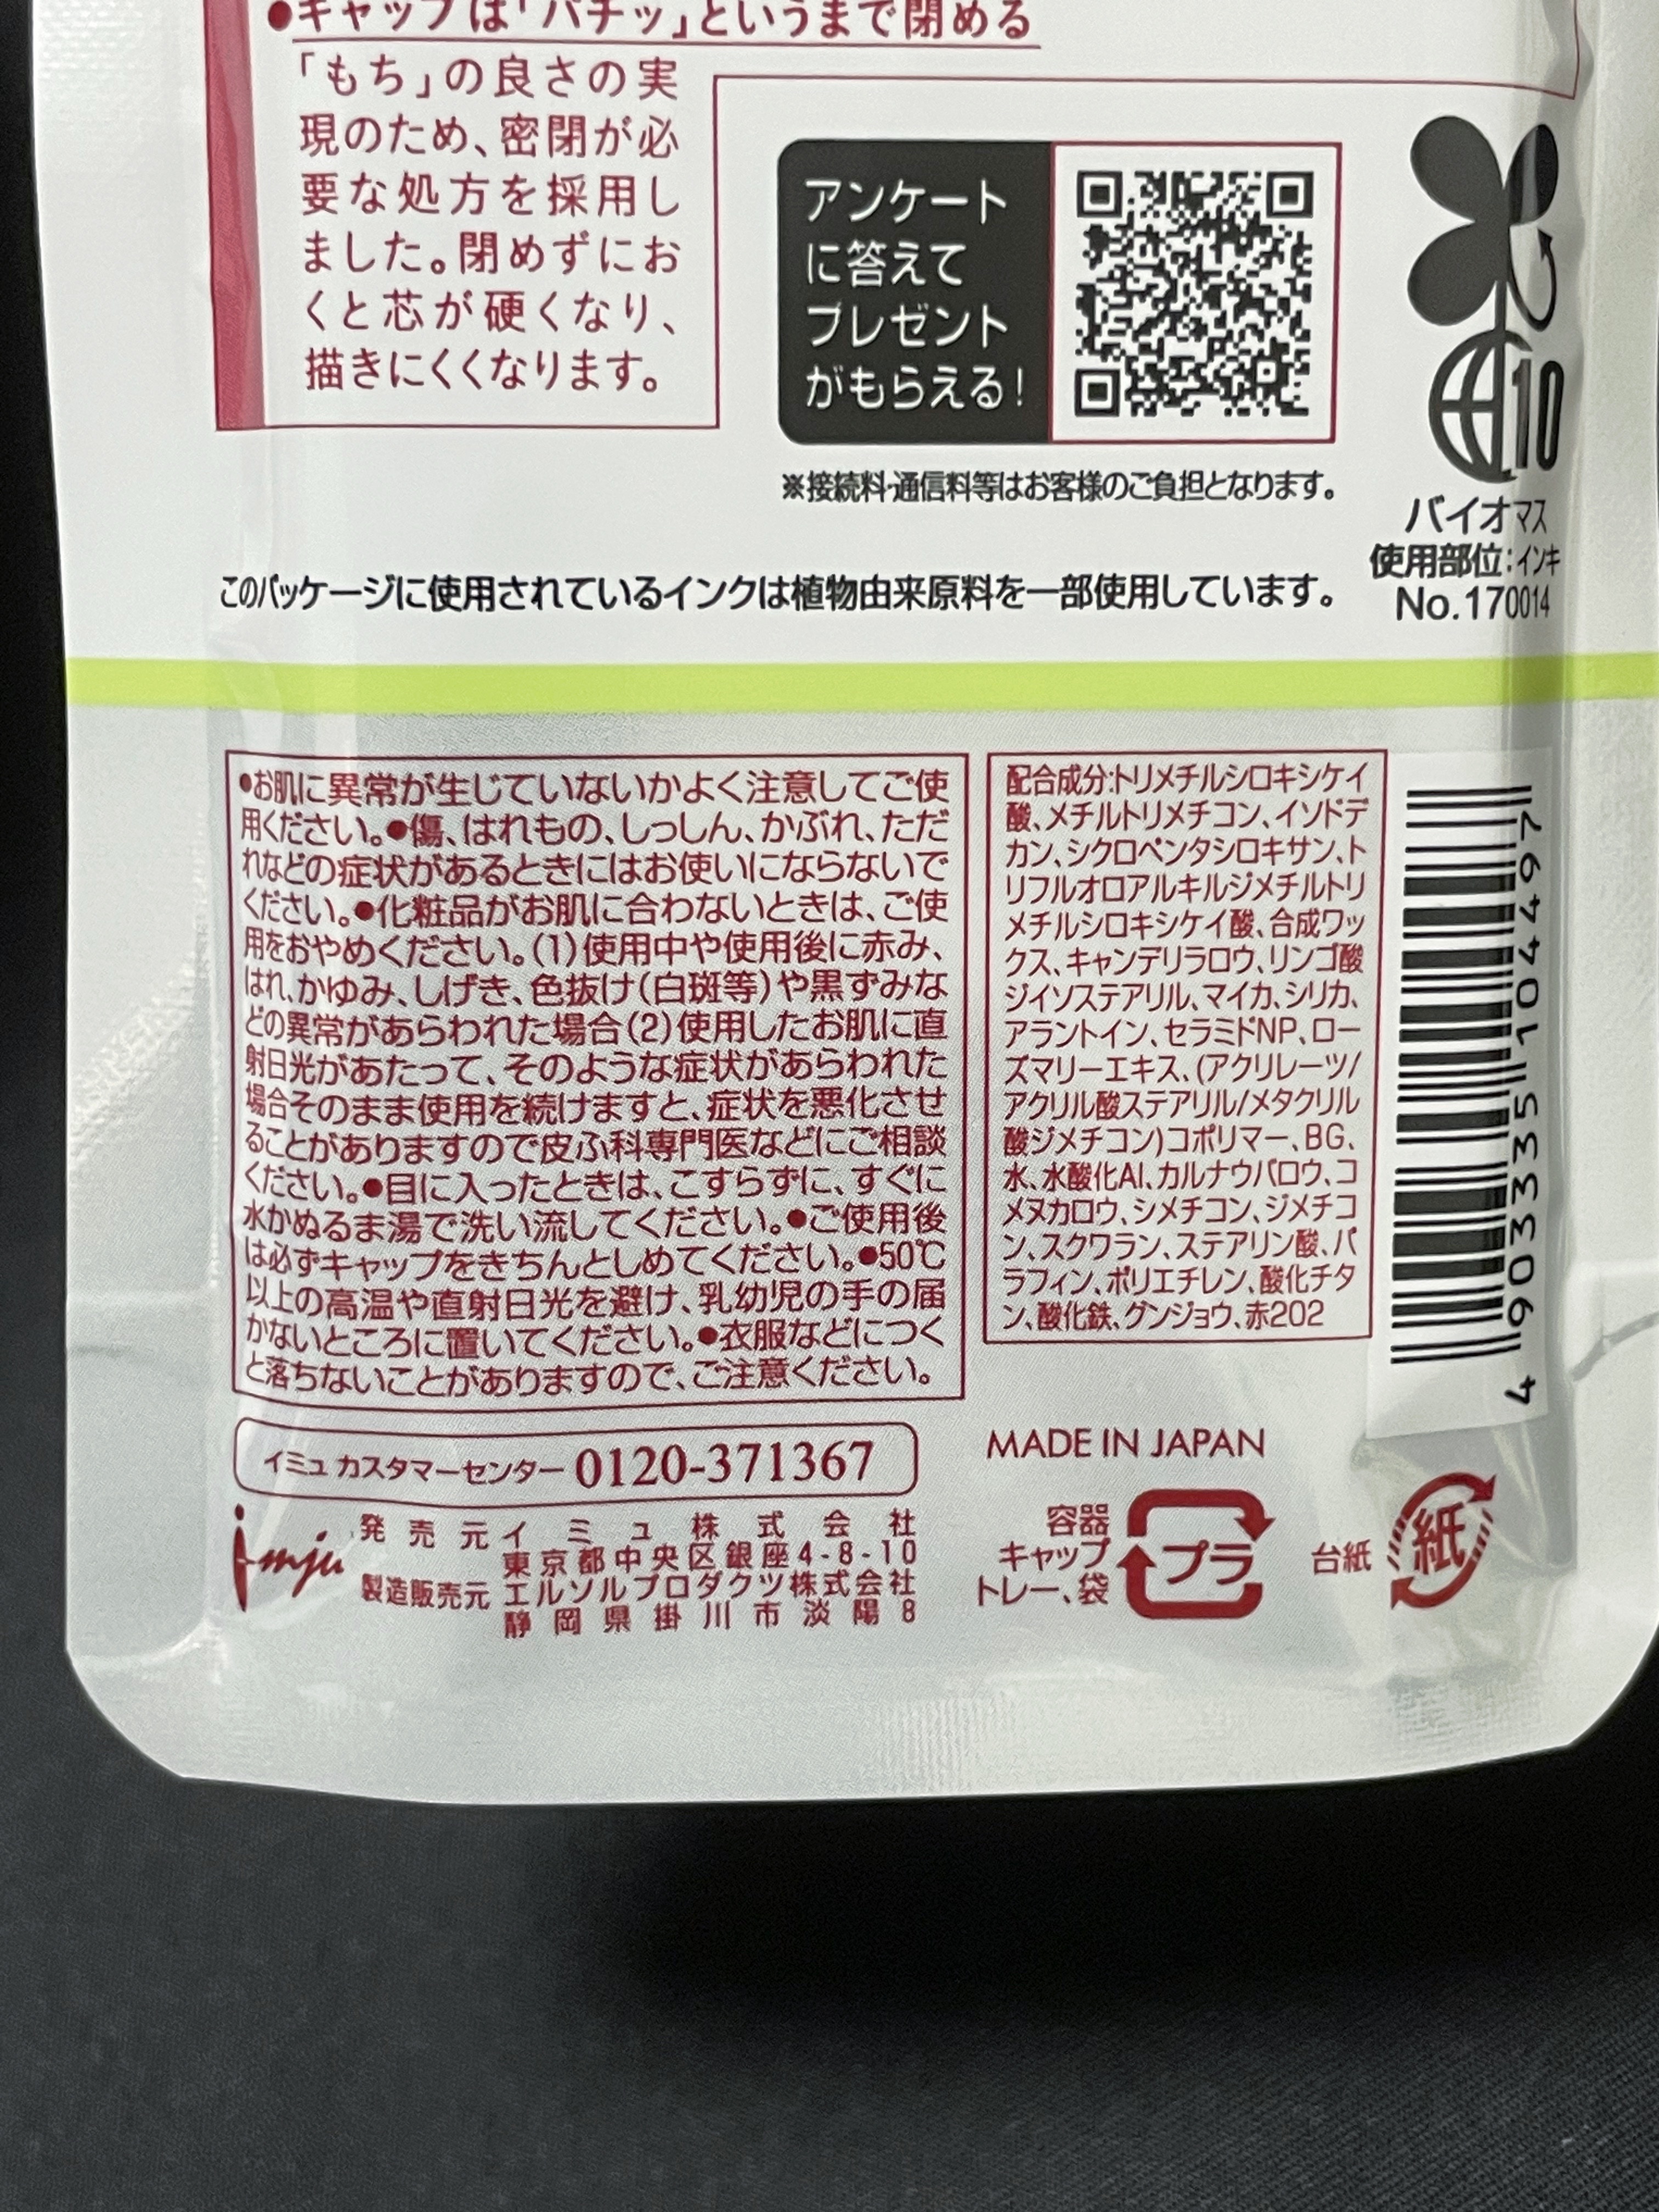 ●キャップは「パチッ」というまで閉める
「もち」の良さの実
現のため、密閉が必
要な処方を採用し
ました。閉めずにお
くと芯が硬くなり、
描きにくくなります。
アンケート
に答えて
プレゼント
がもらえる!
※接続料・通信料等はお客様のご負担となります。
10
バイオマス
使用部位:インキ
No.170014
このパッケージに使用されているインクは植物由来原料を一部使用しています。
●お肌に異常が生じていないかよく注意してご使
用ください。●傷、はれもの、しっしん、かぶれ、ただ
れなどの症状があるときにはお使いにならないで
ください。●化粧品がお肌に合わないときは、ご使
用をおやめください。(1)使用中や使用後に赤み、
はれ、かゆみ、しげき、色抜け(白斑等)や黒ずみな
どの異常があらわれた場合(2)使用したお肌に直
射日光があたって、そのような症状があらわれた
場合そのまま使用を続けますと、症状を悪化させ
ることがありますので皮ふ科専門医などにご相談
ください。●目に入ったときは、こすらずに、すぐに
水かぬるま湯で洗い流してください。●ご使用後
は必ずキャップをきちんとしめてください。●50℃
以上の高温や直射日光を避け、乳幼児の手の届
かないところに置いてください。●衣服などにつく
と落ちないことがありますので、ご注意ください。
配合成分:トリメチルシロキシケイ
酸、メチルトリメチコン、イソドデ
カン、シクロペンタシロキサン、ト
リフルオロアルキルジメチルトリ
メチルシロキシケイ酸、合成ワッ
クス、キャンデリラロウ、リンゴ酸
ジイソステアリル、マイカ、シリカ、
アラントイン、セラミドNP、ロー
ズマリーエキス、(アクリレーツ/
アクリル酸ステアリル/メタクリル
酸ジメチコン)コポリマー、BG、
水、水酸化Al、カルナウバロウ、コ
メヌカロウ、シメチコン、ジメチコ
ン、スクワラン、ステアリン酸、パ
ラフィン、ポリエチレン、酸化チタ
ン、酸化鉄、グンジョウ、赤202
4903335104497
イミュ カスタマーセンター 0120-371367
imju
発売元 イミュ株式会社
東京都中央区銀座4-8-10
製造販売元 エルソルプロダクツ株式会社
静岡県掛川市淡陽8
MADE IN JAPAN
容器
キャップ
トレー、袋
プラ
台紙
紙